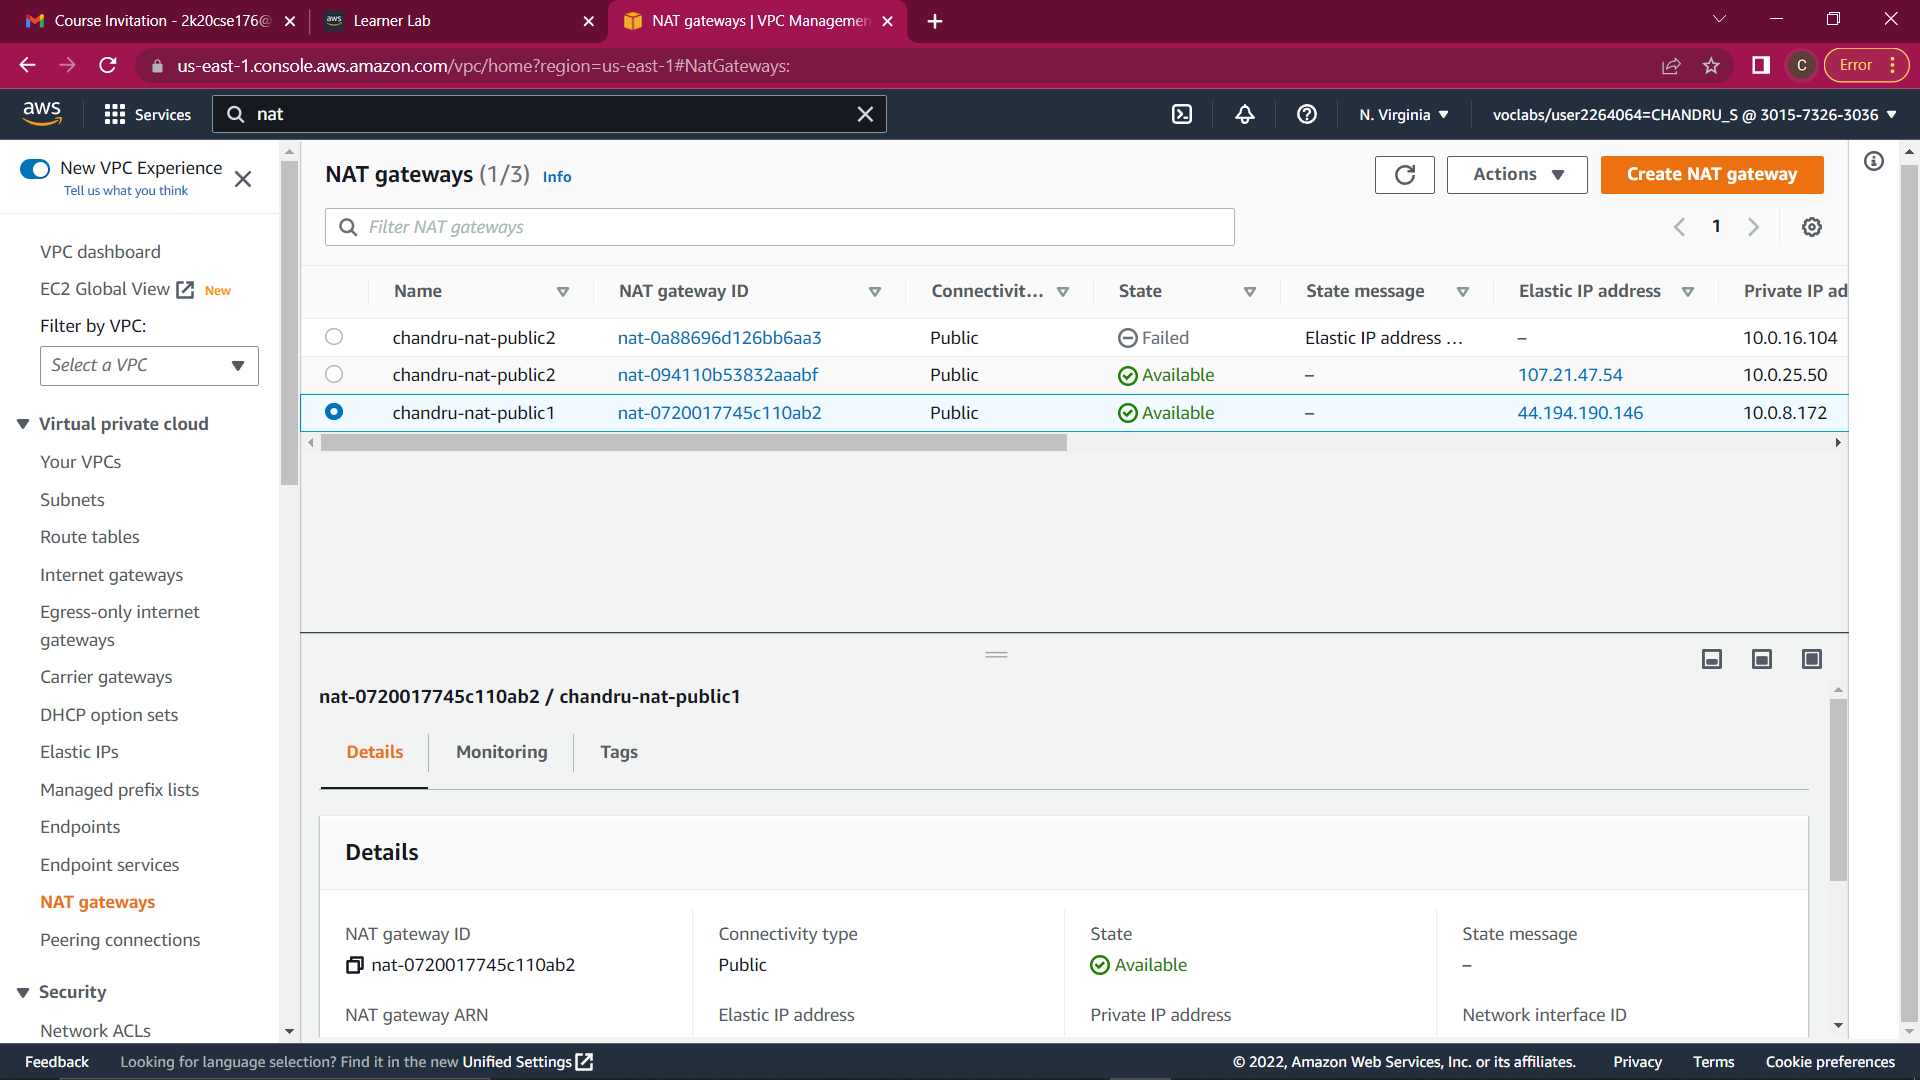 Course Invitation - 2k20cse176@
Learner Lab
NAT gateways | VPC Managemen
us-east-1.console.aws.amazon.com/vpc/home?region=us-east-1#NatGateways:
C
Error
aws
Services
nat
N. Virginia
voclabs/user2264064=CHANDRU_S @ 3015-7326-3036
New VPC Experience
Tell us what you think
VPC dashboard
EC2 Global View New
Filter by VPC:
Select a VPC
Virtual private cloud
Your VPCs
Subnets
Route tables
Internet gateways
Egress-only internet
gateways
Carrier gateways
DHCP option sets
Elastic IPs
Managed prefix lists
Endpoints
Endpoint services
NAT gateways
Peering connections
Security
Network ACLs
NAT gateways (1/3) Info
Actions
Create NAT gateway
Filter NAT gateways
1
Name NAT gateway ID Connectivit... State State message Elastic IP address Private IP ad
chandru-nat-public2 nat-0a88696d126bb6aa3 Public Failed Elastic IP address ... – 10.0.16.104
chandru-nat-public2 nat-094110b53832aaabf Public Available – 107.21.47.54 10.0.25.50
chandru-nat-public1 nat-0720017745c110ab2 Public Available – 44.194.190.146 10.0.8.172
nat-0720017745c110ab2 / chandru-nat-public1
Details Monitoring Tags
Details
NAT gateway ID Connectivity type State State message
nat-0720017745c110ab2 Public Available –
NAT gateway ARN Elastic IP address Private IP address Network interface ID
Feedback Looking for language selection? Find it in the new Unified Settings © 2022, Amazon Web Services, Inc. or its affiliates. Privacy Terms Cookie preferences